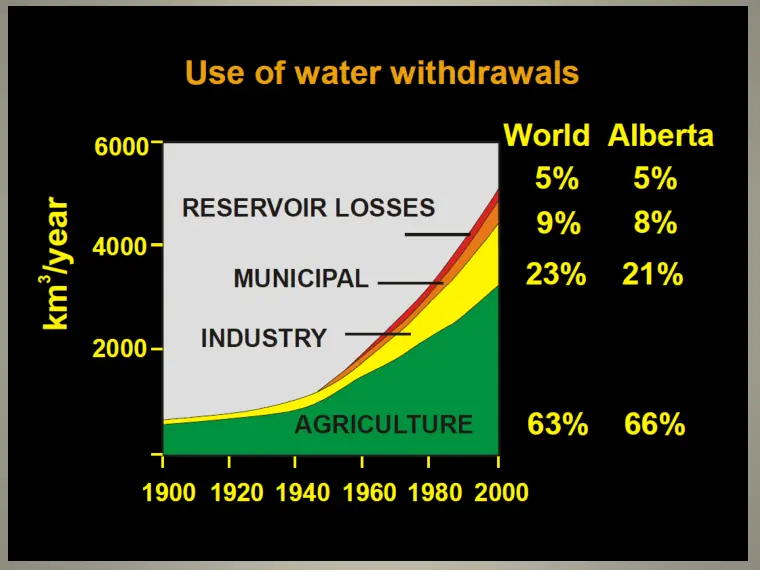 Use of water withdrawals
World Alberta
6000
5% 5%
RESERVOIR LOSSES
9% 8%
4000
km³/year
MUNICIPAL
23% 21%
INDUSTRY
2000
AGRICULTURE
63% 66%
1900 1920 1940 1960 1980 2000